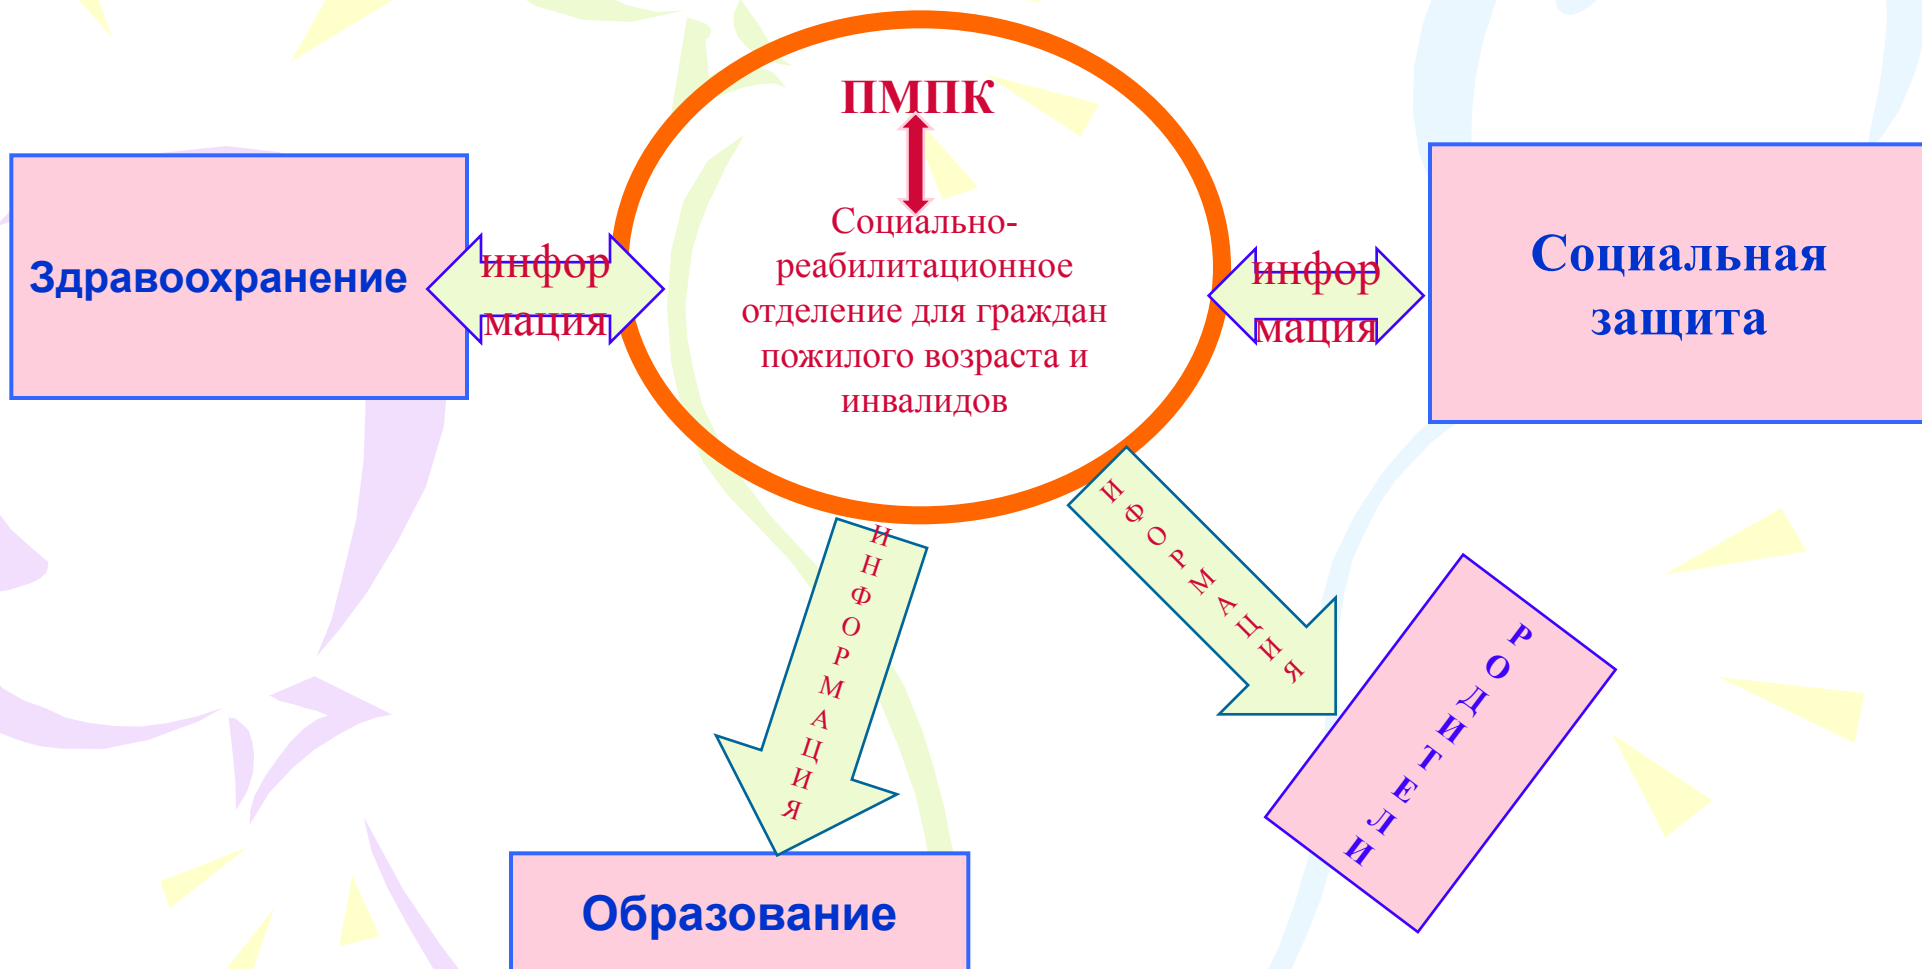 ПМПК
Социально-
реабилитационное
отделение для граждан
пожилого возраста и
инвалидов
Здравоохранение
инфор
мация
инфор
мация
Социальная
защита
ИНФОРМАЦИЯ
ИФОРМАЦИЯ
РОДИТЕЛИ
Образование